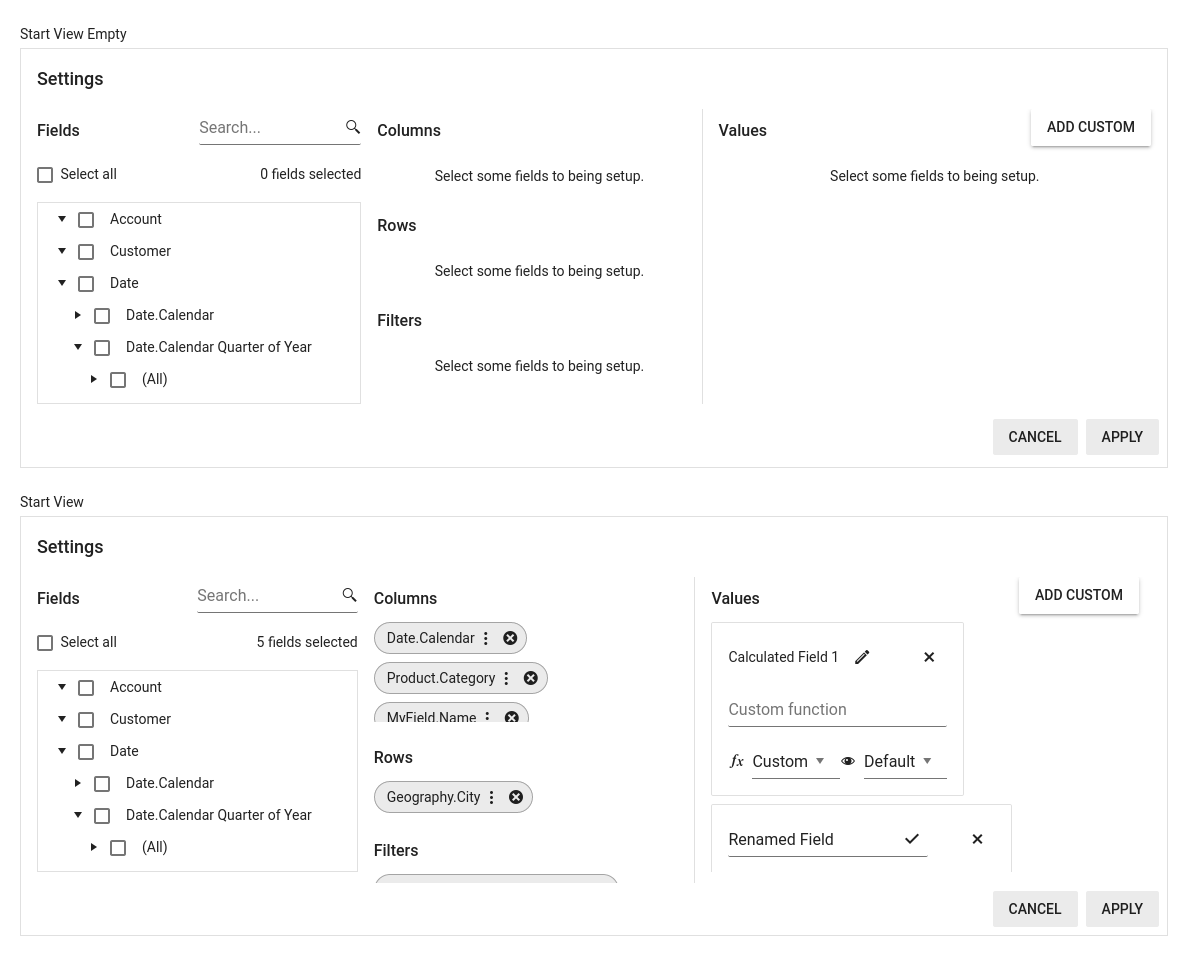 Start View Empty
Settings
Fields
Search...
Select all
0 fields selected
Account
Customer
Date
Date.Calendar
Date.Calendar Quarter of Year
(All)
Columns
Select some fields to being setup.
Rows
Select some fields to being setup.
Filters
Select some fields to being setup.
Values
ADD CUSTOM
Select some fields to being setup.
CANCEL
APPLY
Start View
Settings
Fields
Search...
Select all
5 fields selected
Account
Customer
Date
Date.Calendar
Date.Calendar Quarter of Year
(All)
Columns
Date.Calendar
Product.Category
MyField.Name
Rows
Geography.City
Filters
Values
ADD CUSTOM
Calculated Field 1
Custom function
fx Custom
Default
Renamed Field
CANCEL
APPLY